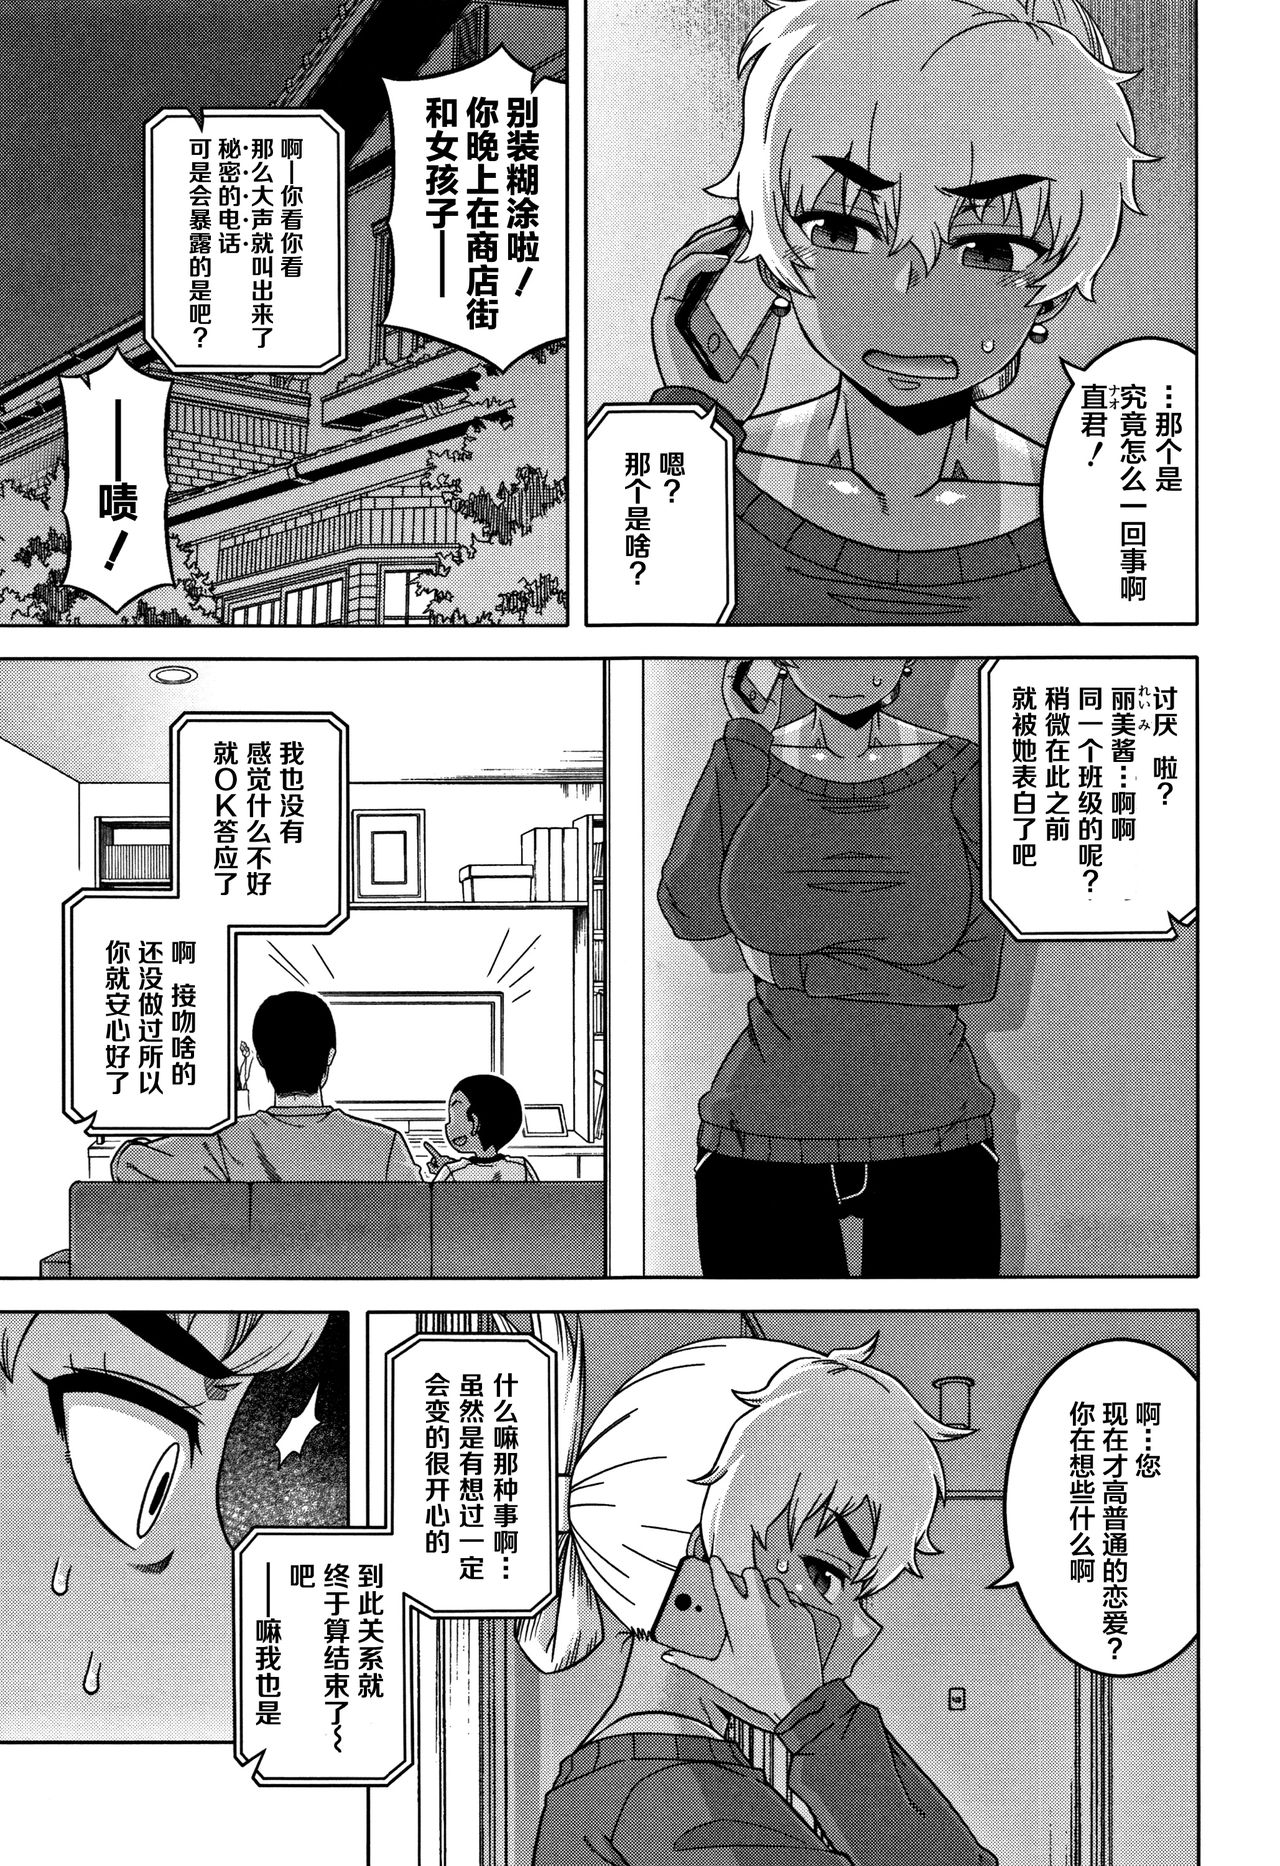 …那个是
究竟怎么一回事啊
直君！
ナオ
嗯？
那个是啥？
别装糊涂啦！
你晚上在商店街
和女孩子——
啊—你看你看
那么大声就叫出来了
秘密的电话
可是会暴露的是吧？
——啧！
讨厌 啦？
丽美酱…啊啊
れいみ
同一个班级的呢？
稍微在此之前
就被她表白了吧
我也没有
感觉什么不好
就OK答应了
啊 接吻啥的
还没做过所以
你就安心好了
啊…您
现在才高普通的恋爱？
你在想些什么啊
什么嘛那种事啊…
虽然是有想过一定
会变的很开心的
到此关系就
终于算结束了～
吧
——嘛我也是